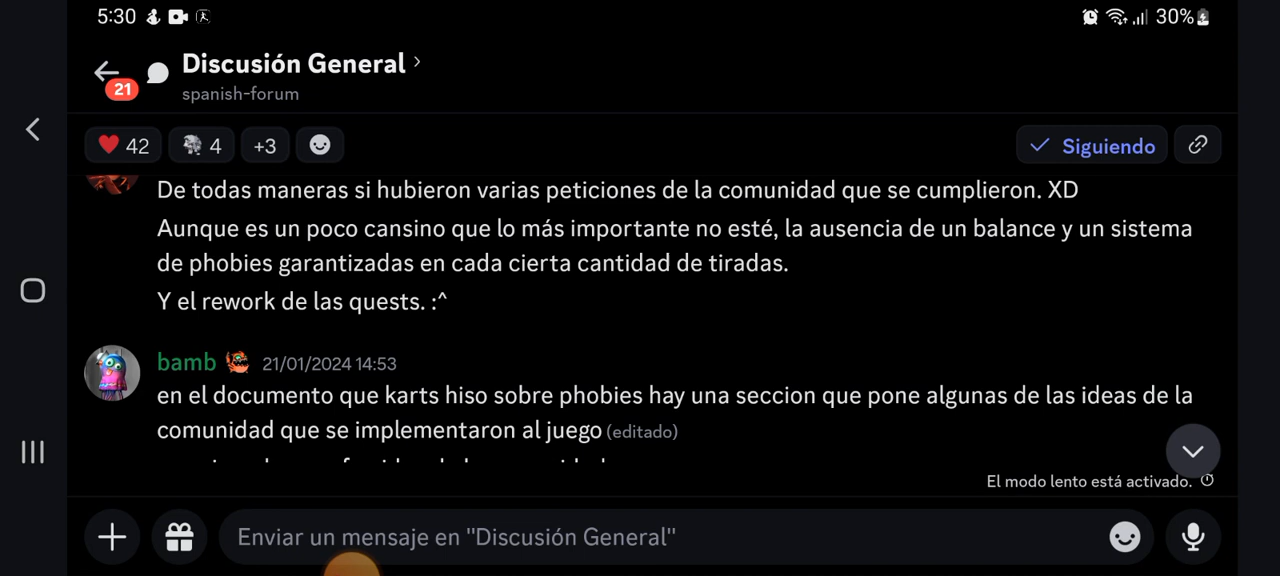 5:30
30%
Discusión General ›
21
spanish-forum
❤️ 42
4
+3
Siguiendo
De todas maneras si hubieron varias peticiones de la comunidad que se cumplieron. XD
Aunque es un poco cansino que lo más importante no esté, la ausencia de un balance y un sistema
de phobies garantizadas en cada cierta cantidad de tiradas.
Y el rework de las quests. :^
bamb 21/01/2024 14:53
en el documento que karts hiso sobre phobies hay una seccion que pone algunas de las ideas de la
comunidad que se implementaron al juego (editado)
El modo lento está activado.
Enviar un mensaje en "Discusión General"